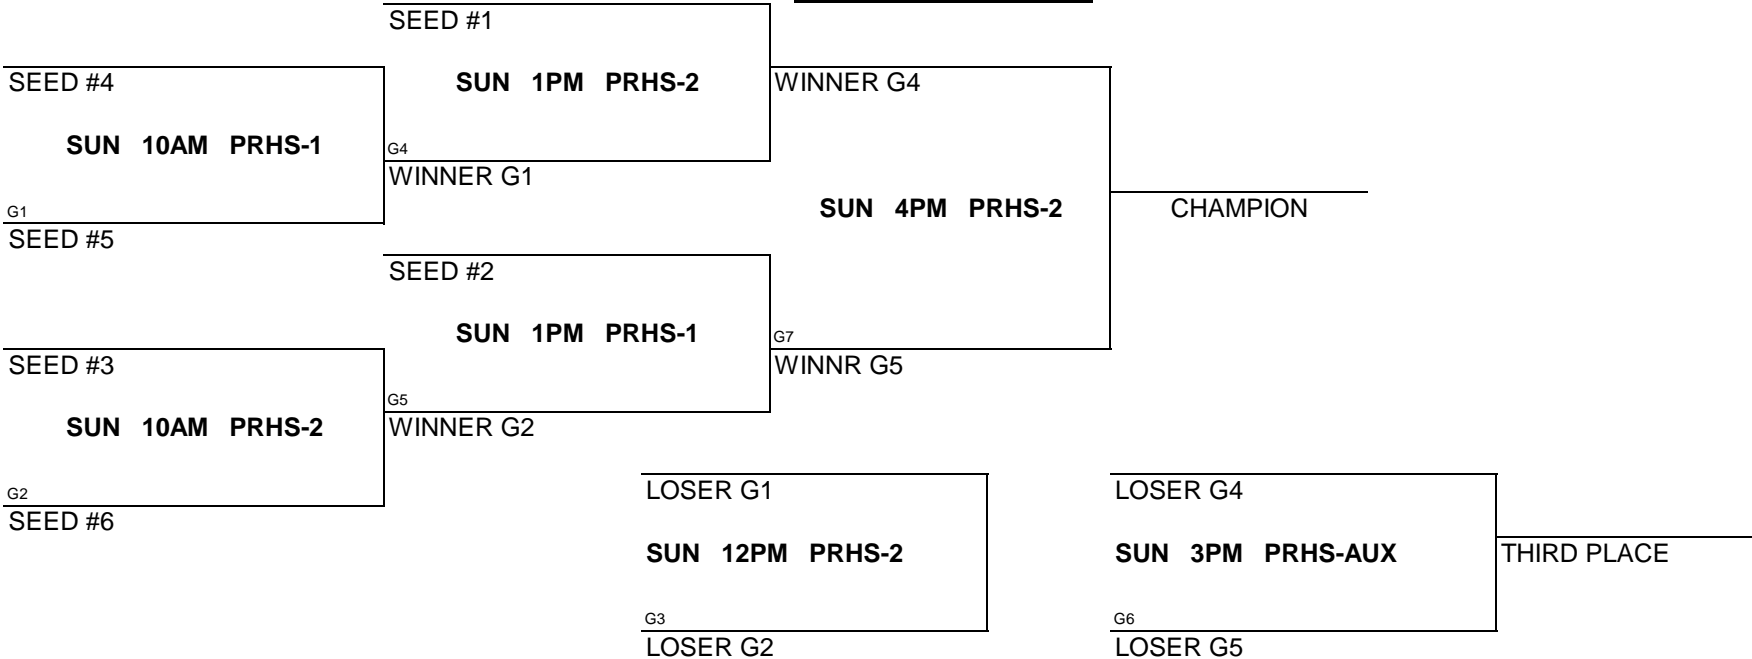 SEED #1
SEED #4
SUN 1PM PRHS-2
WINNER G4
SUN 10AM PRHS-1
G4
WINNER G1
G1
SUN 4PM PRHS-2
CHAMPION
SEED #5
SEED #2
SUN 1PM PRHS-1
G7
SEED #3
WINNR G5
G5
SUN 10AM PRHS-2
WINNER G2
G2
LOSER G1
LOSER G4
SEED #6
SUN 12PM PRHS-2
SUN 3PM PRHS-AUX
THIRD PLACE
G3
G6
LOSER G2
LOSER G5